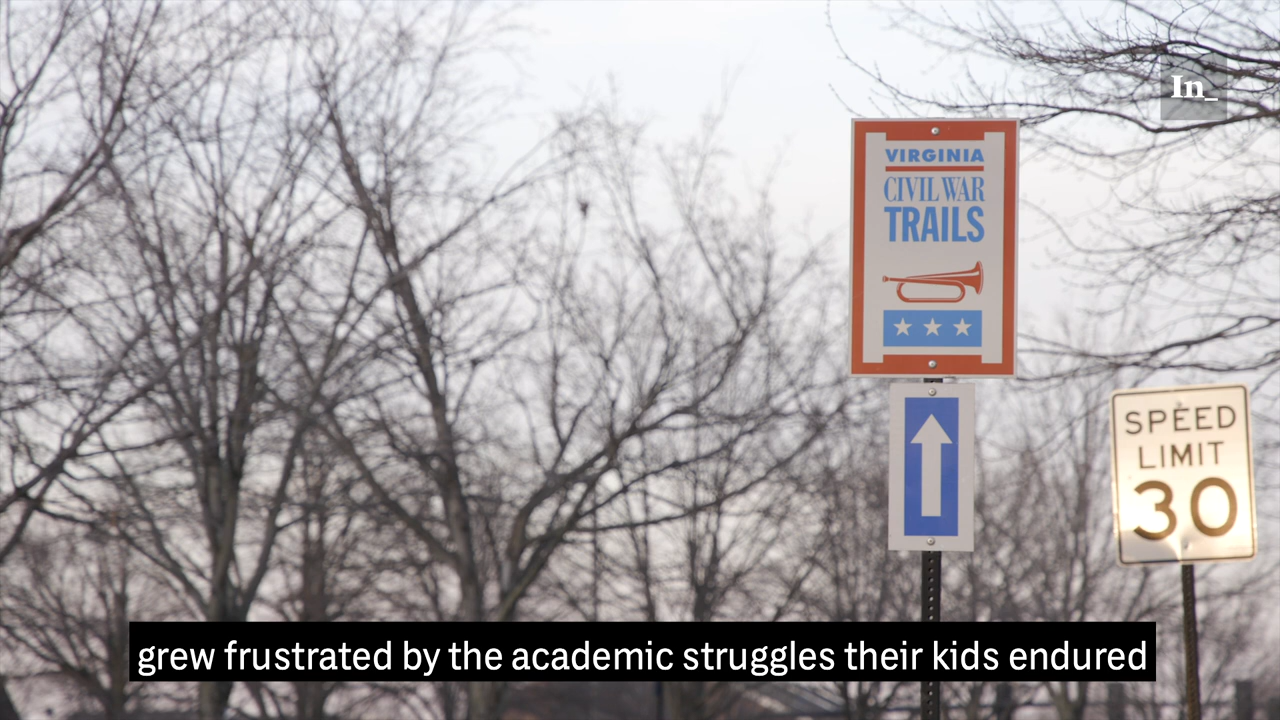 In_
VIRGINIA
CIVIL WAR
TRAILS
SPEED
LIMIT
30
grew frustrated by the academic struggles their kids endured